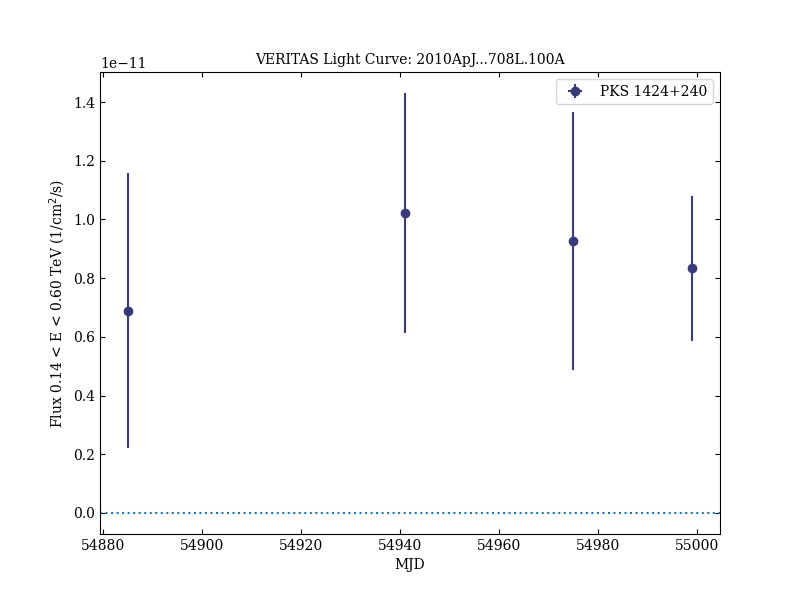 VERITAS Light Curve: 2010ApJ...708L.100A
1e−11
PKS 1424+240
1.4
1.2
1.0
0.8
0.6
0.4
0.2
0.0
Flux 0.14 < E < 0.60 TeV (1/cm²/s)
54880 54900 54920 54940 54960 54980 55000
MJD